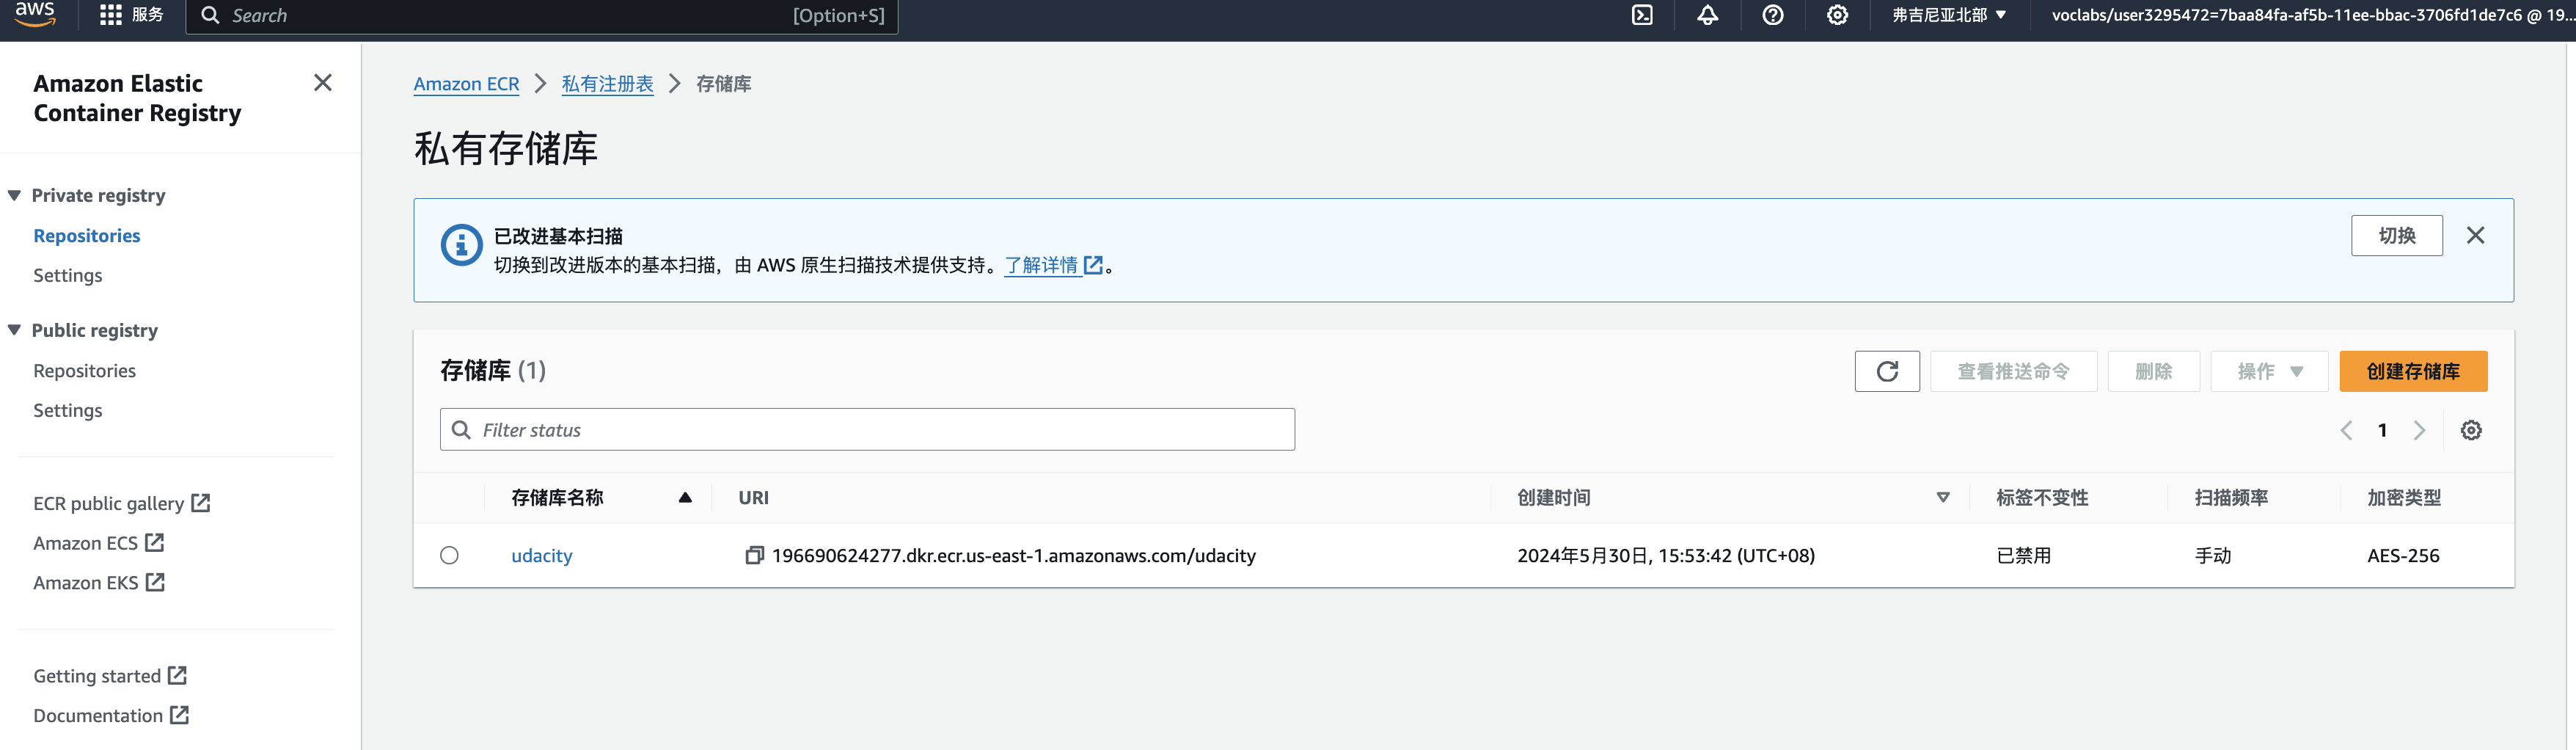 aws
服务
Search
[Option+S]
弗吉尼亚北部
voclabs/user3295472=7baa84fa-af5b-11ee-bbac-3706fd1de7c6 @ 19...
Amazon Elastic
Container Registry
Private registry
Repositories
Settings
Public registry
Repositories
Settings
ECR public gallery
Amazon ECS
Amazon EKS
Getting started
Documentation
Amazon ECR
私有注册表
存储库
私有存储库
已改进基本扫描
切换到改进版本的基本扫描，由 AWS 原生扫描技术提供支持。了解详情。
切换
存储库 (1)
查看推送命令
删除
操作
创建存储库
Filter status
1
存储库名称 URI 创建时间 标签不变性 扫描频率 加密类型
udacity 196690624277.dkr.ecr.us-east-1.amazonaws.com/udacity 2024年5月30日, 15:53:42 (UTC+08) 已禁用 手动 AES-256